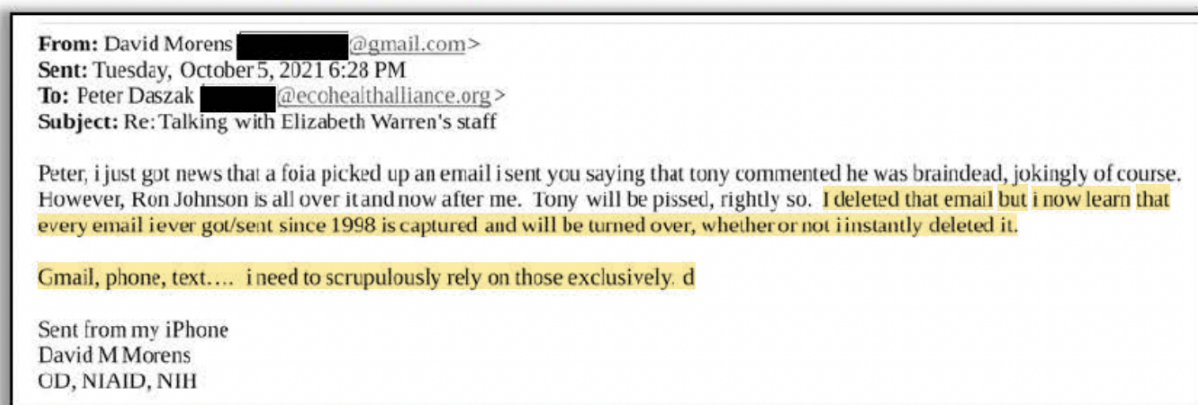 From: David Morens @gmail.com>
Sent: Tuesday, October 5, 2021 6:28 PM
To: Peter Daszak @ecohealthalliance.org>
Subject: Re: Talking with Elizabeth Warren's staff
Peter, i just got news that a foia picked up an email i sent you saying that tony commented he was braindead, jokingly of course.
However, Ron Johnson is all over it and now after me. Tony will be pissed, rightly so. I deleted that email but i now learn that
every email i ever got/sent since 1998 is captured and will be turned over, whether or not i instantly deleted it.
Gmail, phone, text.... i need to scrupulously rely on those exclusively. d
Sent from my iPhone
David M Morens
OD, NIAID, NIH